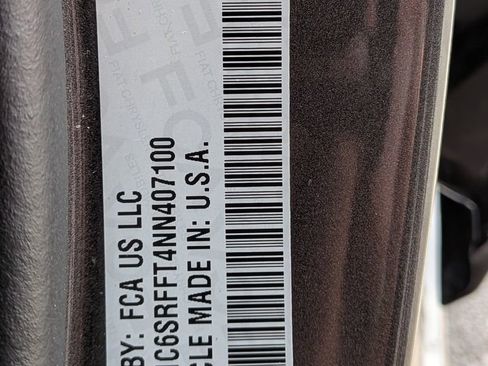 BY: FCA US LLC
C6SRFFT4NN407100
CLE MADE IN: U.S.A.